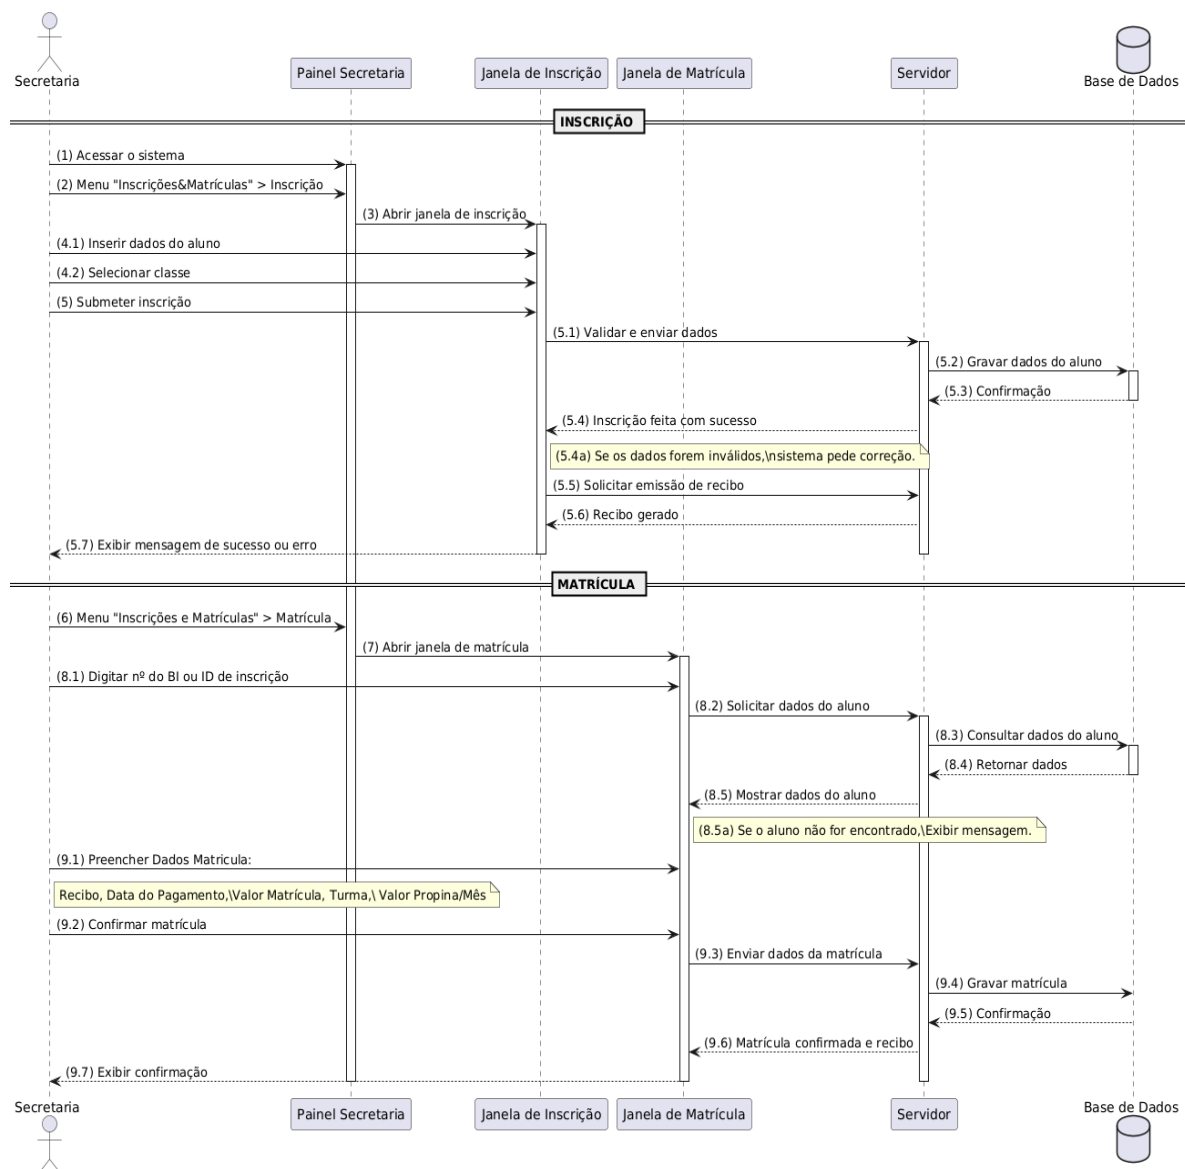 Secretaria
Painel Secretaria
Janela de Inscrição
Janela de Matrícula
Servidor
Base de Dados
INSCRIÇÃO
(1) Acessar o sistema
(2) Menu "Inscrições&Matrículas" > Inscrição
(3) Abrir janela de inscrição
(4.1) Inserir dados do aluno
(4.2) Selecionar classe
(5) Submeter inscrição
(5.1) Validar e enviar dados
(5.2) Gravar dados do aluno
(5.3) Confirmação
(5.4) Inscrição feita com sucesso
(5.4a) Se os dados forem inválidos,\nsistema pede correção.
(5.5) Solicitar emissão de recibo
(5.6) Recibo gerado
(5.7) Exibir mensagem de sucesso ou erro
MATRÍCULA
(6) Menu "Inscrições e Matrículas" > Matrícula
(7) Abrir janela de matrícula
(8.1) Digitar nº do BI ou ID de inscrição
(8.2) Solicitar dados do aluno
(8.3) Consultar dados do aluno
(8.4) Retornar dados
(8.5) Mostrar dados do aluno
(8.5a) Se o aluno não for encontrado,\Exibir mensagem.
(9.1) Preencher Dados Matricula:
Recibo, Data do Pagamento,\Valor Matrícula, Turma,\ Valor Propina/Mês
(9.2) Confirmar matrícula
(9.3) Enviar dados da matrícula
(9.4) Gravar matrícula
(9.5) Confirmação
(9.6) Matrícula confirmada e recibo
(9.7) Exibir confirmação
Secretaria
Painel Secretaria
Janela de Inscrição
Janela de Matrícula
Servidor
Base de Dados